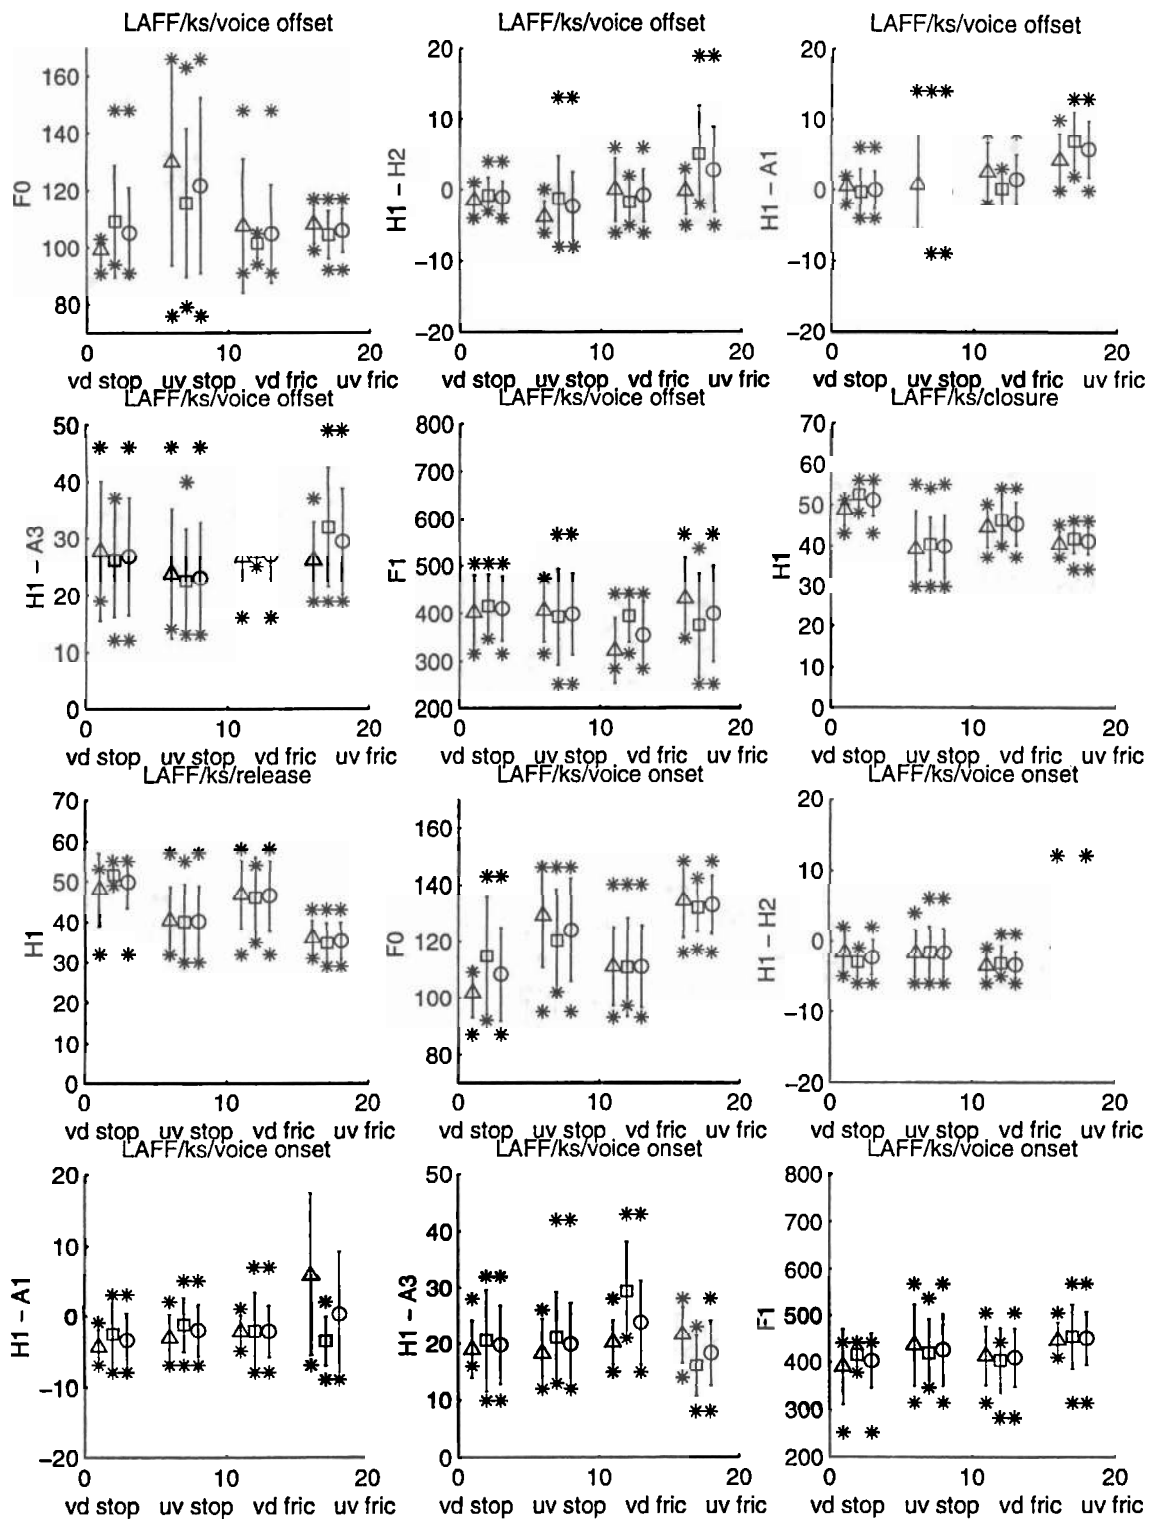 LAFF/ks/voice offset LAFF/ks/voice offset LAFF/ks/voice offset
F0
160
140
120
100
80
0 10 20
vd stop uv stop vd fric uv fric
H1 − H2
20
10
0
−10
−20
0 10 20
vd stop uv stop vd fric uv fric
H1 − A1
20
10
0
−10
−20
0 10 20
vd stop uv stop vd fric uv fric
LAFF/ks/voice offset LAFF/ks/voice offset LAFF/ks/closure
H1 − A3
50
40
30
20
10
0
0 10 20
vd stop uv stop vd fric uv fric
F1
800
700
600
500
400
300
200
0 10 20
vd stop uv stop vd fric uv fric
H1
70
60
50
40
30
20
10
0
0 10 20
vd stop uv stop vd fric uv fric
LAFF/ks/release LAFF/ks/voice onset LAFF/ks/voice onset
H1
70
60
50
40
30
20
10
0
0 10 20
vd stop uv stop vd fric uv fric
F0
160
140
120
100
80
0 10 20
vd stop uv stop vd fric uv fric
H1 − H2
20
10
0
−10
−20
0 10 20
vd stop uv stop vd fric uv fric
LAFF/ks/voice onset LAFF/ks/voice onset LAFF/ks/voice onset
H1 − A1
20
10
0
−10
−20
0 10 20
vd stop uv stop vd fric uv fric
H1 − A3
50
40
30
20
10
0
0 10 20
vd stop uv stop vd fric uv fric
F1
800
700
600
500
400
300
200
0 10 20
vd stop uv stop vd fric uv fric